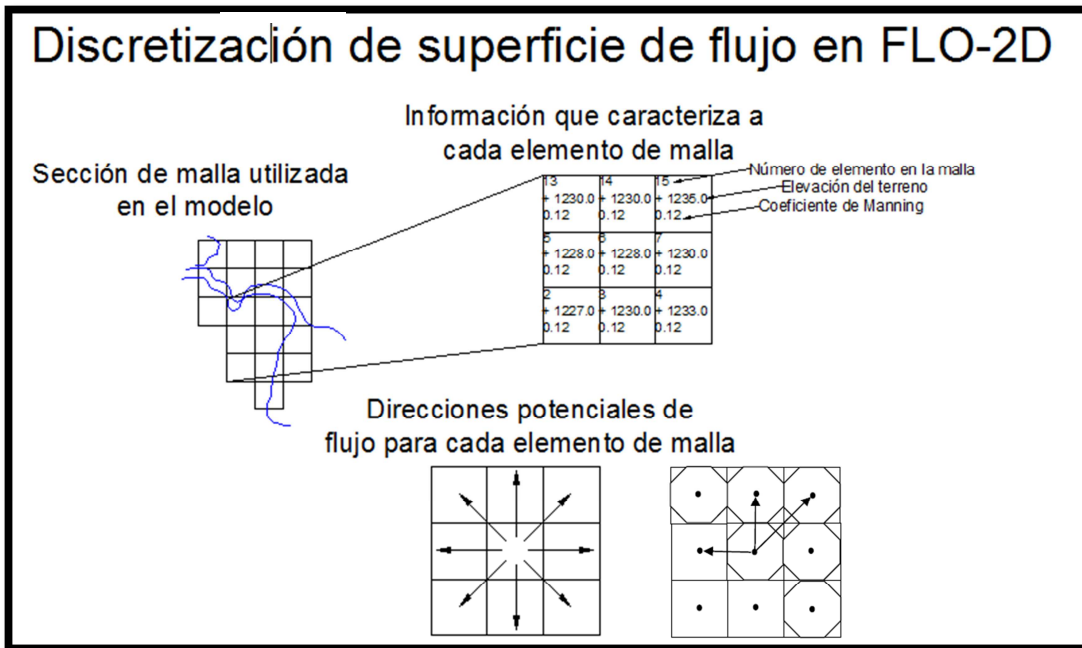 Discretización de superficie de flujo en FLO-2D
Información que caracteriza a
cada elemento de malla
Sección de malla utilizada
en el modelo
Número de elemento en la malla
Elevación del terreno
Coeficiente de Manning
13 14 15
+ 1230.0 + 1230.0 + 1235.0
0.12 0.12 0.12
5 6 7
+ 1228.0 + 1228.0 + 1230.0
0.12 0.12 0.12
2 3 4
+ 1227.0 + 1230.0 + 1233.0
0.12 0.12 0.12
Direcciones potenciales de
flujo para cada elemento de malla